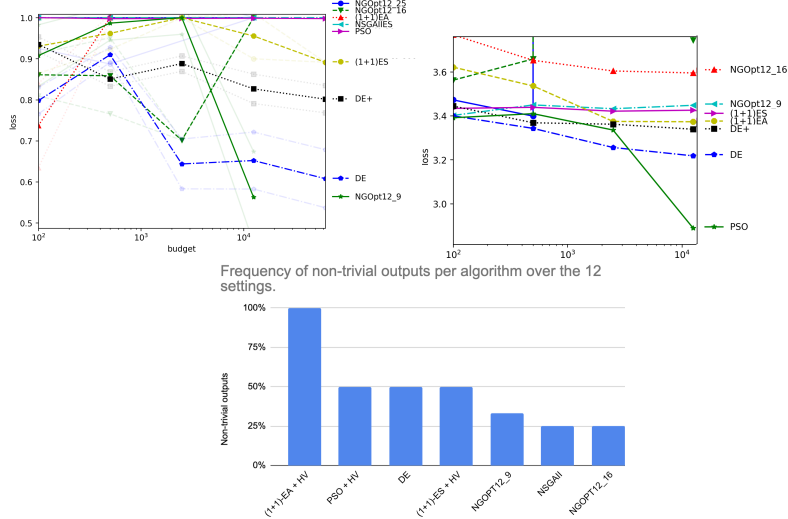 NGOpt12_25
NGOpt12_16
(1+1)EA
NSGAIIES
PSO
(1+1)ES
DE+
DE
NGOpt12_9
1.0
0.9
0.8
0.7
0.6
0.5
loss
10²
10³
10⁴
budget
3.6
3.4
3.2
3.0
loss
10²
10³
10⁴
NGOpt12_16
NGOpt12_9
(1+1)ES
(1+1)EA
DE+
DE
PSO
Frequency of non-trivial outputs per algorithm over the 12
settings.
100%
75%
50%
25%
0%
Non-trivial outputs
(1+1)-EA + HV
PSO + HV
DE
(1+1)-ES + HV
NGOPT12_9
NSGAII
NGOPT12_16